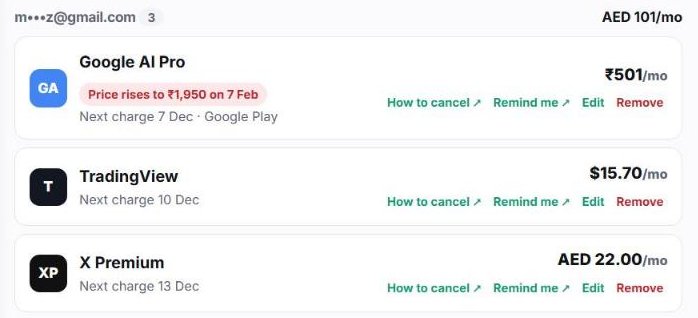 m•••z@gmail.com 3
AED 101/mo
GA
Google AI Pro
Price rises to ₹1,950 on 7 Feb
Next charge 7 Dec · Google Play
₹501/mo
How to cancel ↗ Remind me ↗ Edit Remove
T
TradingView
Next charge 10 Dec
$15.70/mo
How to cancel ↗ Remind me ↗ Edit Remove
XP
X Premium
Next charge 13 Dec
AED 22.00/mo
How to cancel ↗ Remind me ↗ Edit Remove